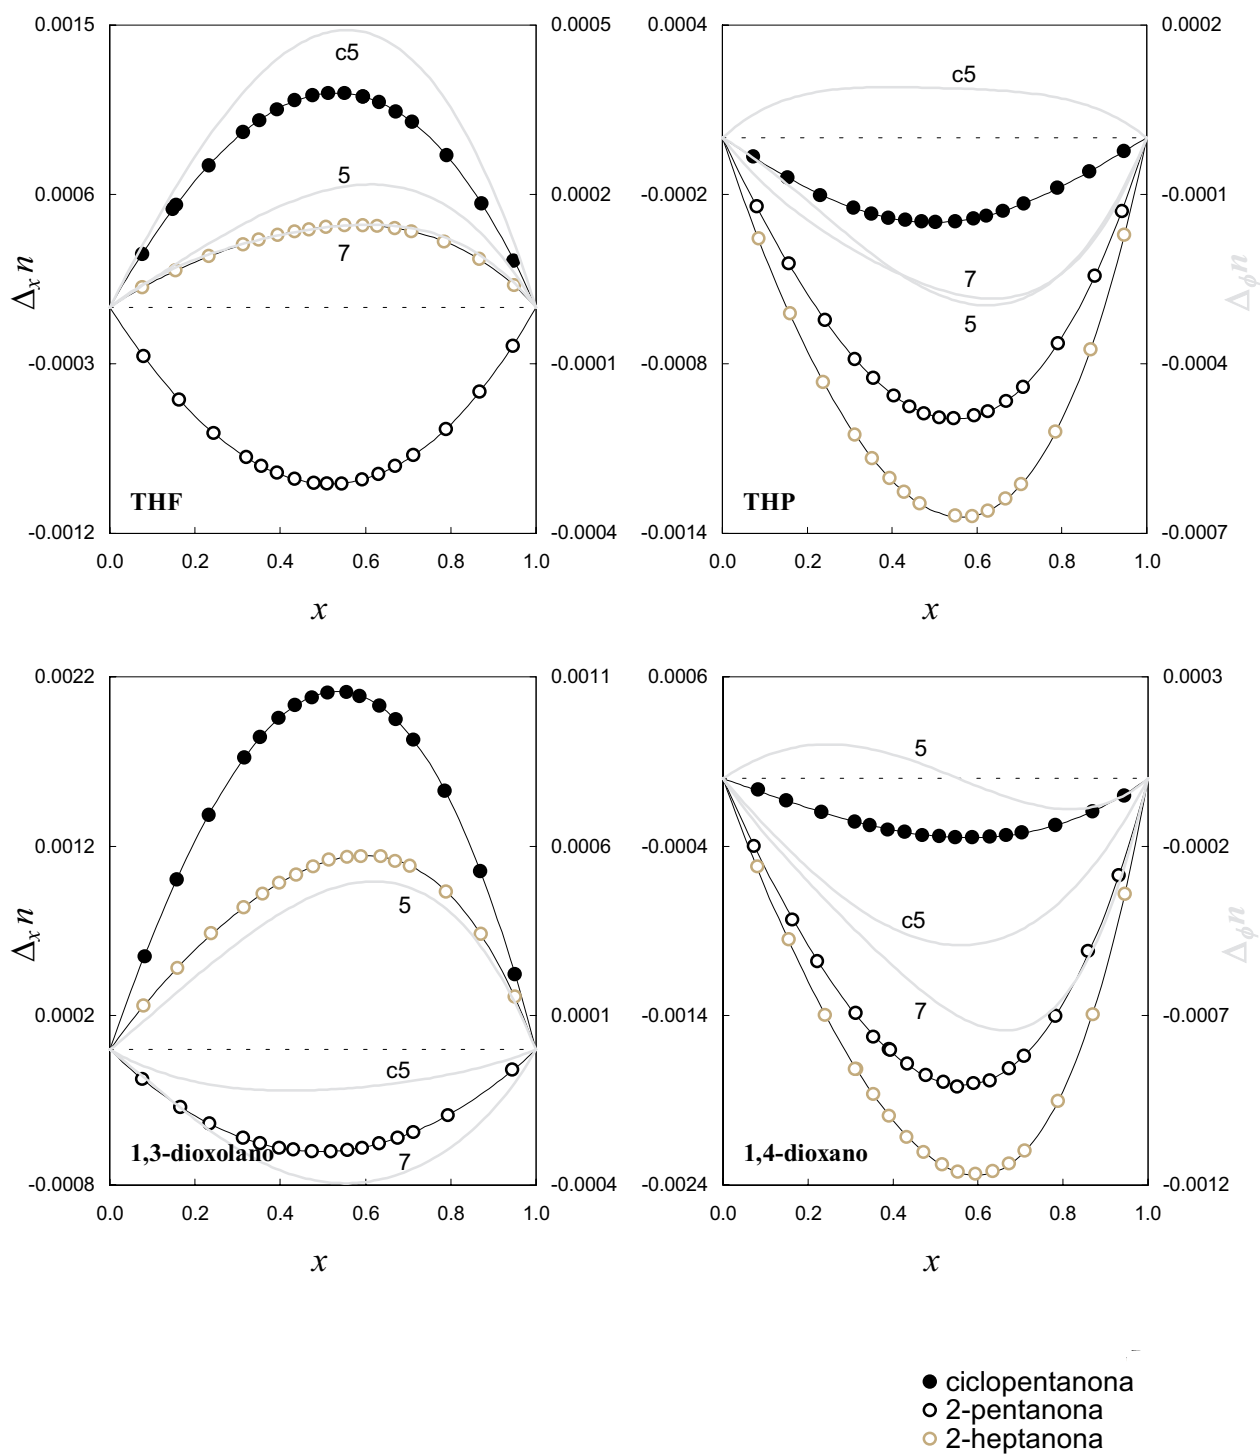 0.0015
0.0006
-0.0003
-0.0012
0.0005
0.0002
-0.0001
-0.0004
Δx n
c5
5
7
THF
0.0 0.2 0.4 0.6 0.8 1.0
x
0.0004
-0.0002
-0.0008
-0.0014
0.0002
-0.0001
-0.0004
-0.0007
Δϕn
c5
7
5
THP
0.0 0.2 0.4 0.6 0.8 1.0
x
0.0022
0.0012
0.0002
-0.0008
0.0011
0.0006
0.0001
-0.0004
Δx n
5
c5
7
1,3-dioxolano
0.0 0.2 0.4 0.6 0.8 1.0
x
0.0006
-0.0004
-0.0014
-0.0024
0.0003
-0.0002
-0.0007
-0.0012
Δϕn
5
c5
7
1,4-dioxano
0.0 0.2 0.4 0.6 0.8 1.0
x
ciclopentanona
2-pentanona
2-heptanona